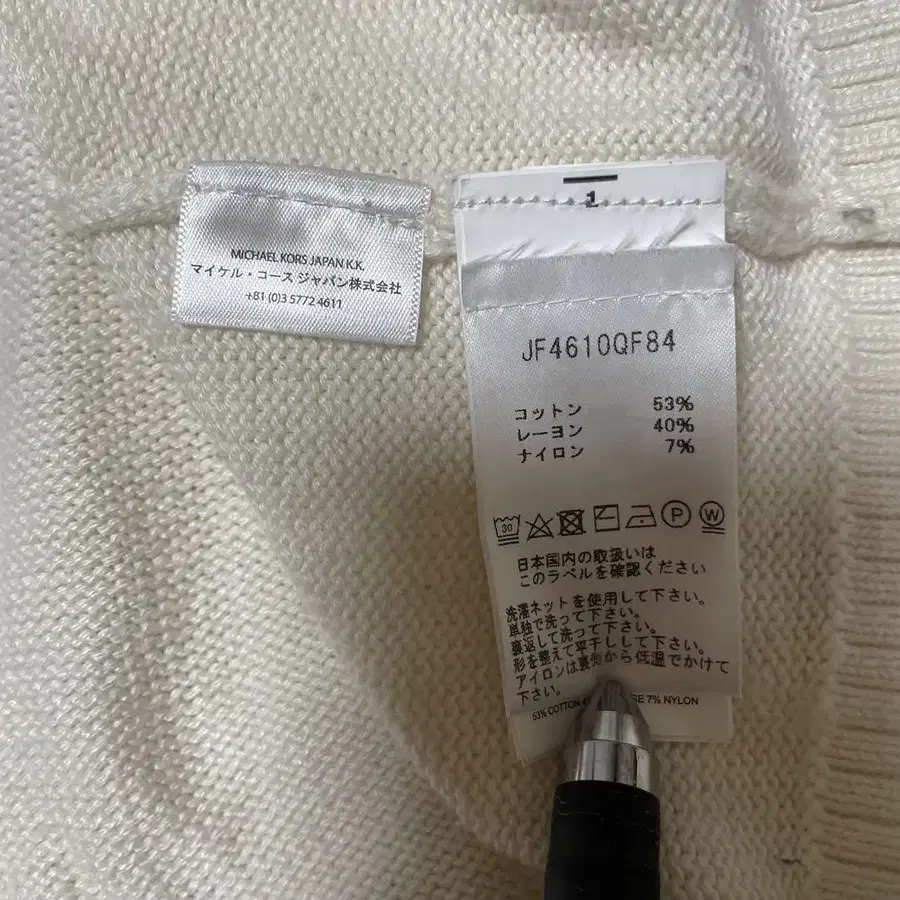 MICHAEL KORS JAPAN K.K.
マイケル・コース ジャパン株式会社
+81 (0)3 5772 4611
1
JF4610QF84
コットン 53%
レーヨン 40%
ナイロン 7%
30
P
W
日本国内の取扱いは
このラベルを確認ください
洗濯ネットを使用して下さい。
単独で洗って下さい。
裏返して洗って下さい。
形を整えて平干しして下さい。
アイロンは裏側から低温でかけて
下さい。
53% COTTON 7% NYLON